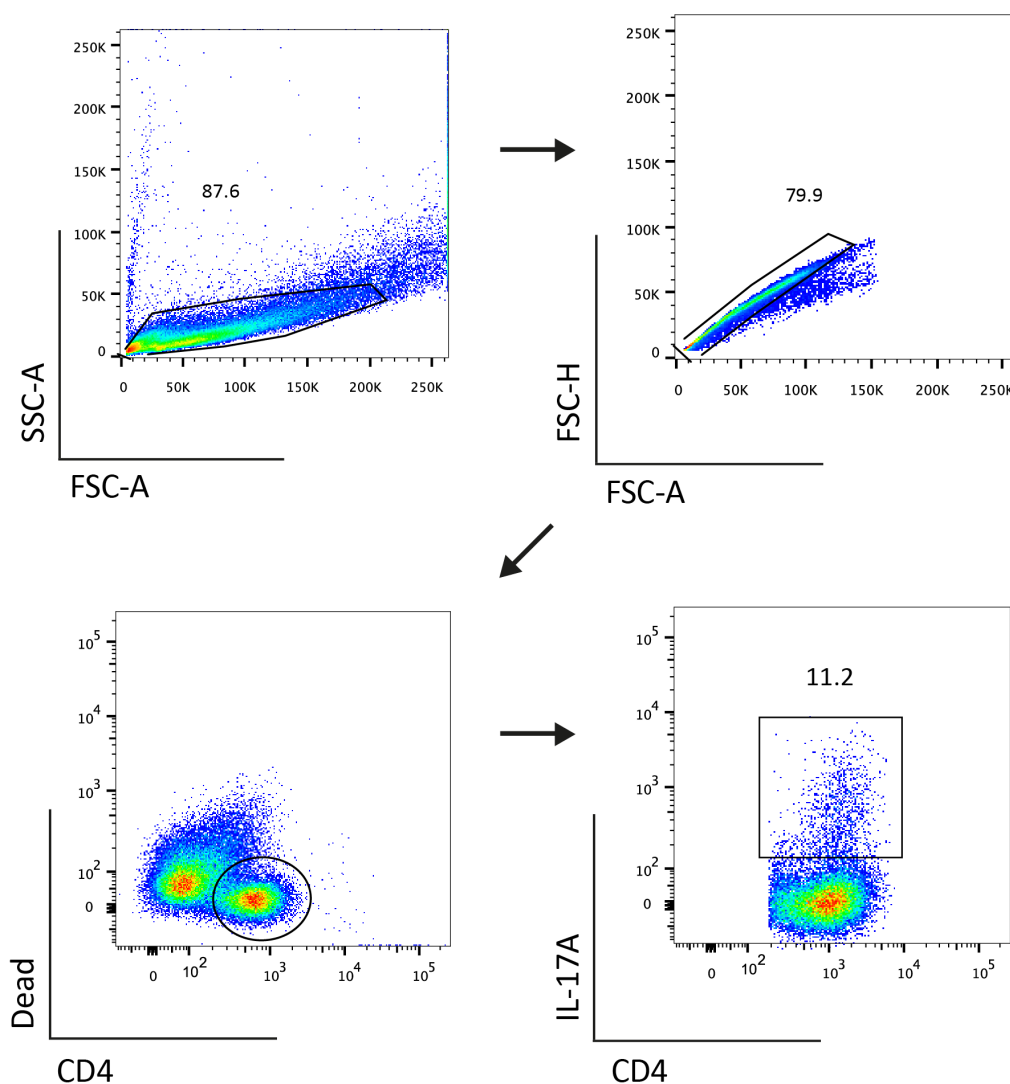 250K
200K
150K
100K
50K
0
87.6
0 50K 100K 150K 200K 250K
SSC-A
FSC-A
250K
200K
150K
100K
50K
0
79.9
0 50K 100K 150K 200K 250K
FSC-H
FSC-A
10^5
10^4
10^3
10^2
0
0 10^2 10^3 10^4 10^5
Dead
CD4
10^5
10^4
10^3
10^2
0
11.2
0 10^2 10^3 10^4 10^5
IL-17A
CD4